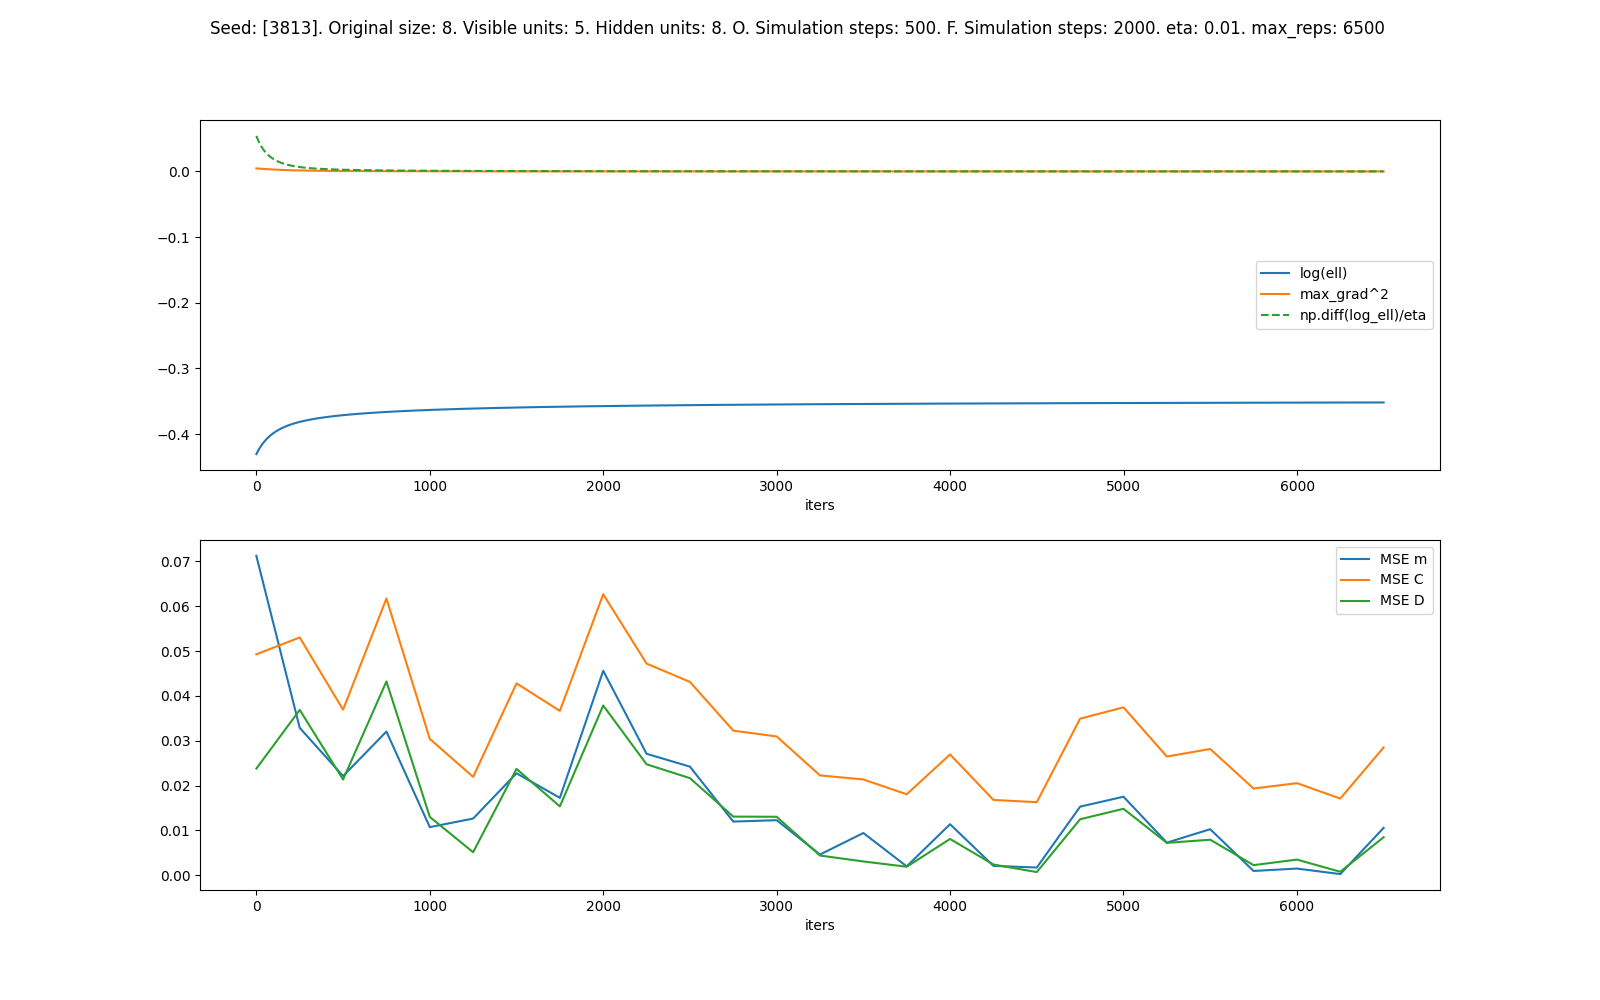 Seed: [3813]. Original size: 8. Visible units: 5. Hidden units: 8. O. Simulation steps: 500. F. Simulation steps: 2000. eta: 0.01. max_reps: 6500
0.0
−0.1
−0.2
−0.3
−0.4
log(ell)
max_grad^2
np.diff(log_ell)/eta
0 1000 2000 3000 4000 5000 6000
iters
0.07
0.06
0.05
0.04
0.03
0.02
0.01
0.00
MSE m
MSE C
MSE D
0 1000 2000 3000 4000 5000 6000
iters